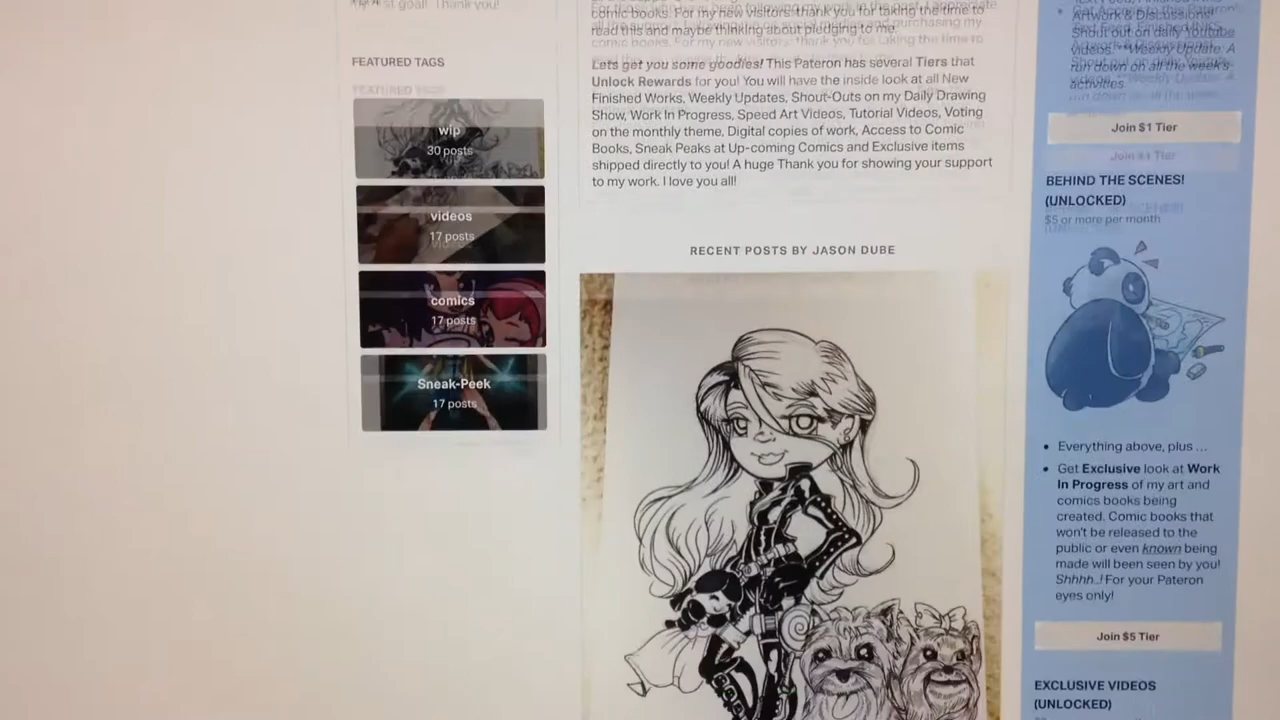 st goal! Thank you!
FEATURED TAGS
FEATURED TAGS
wip
30 posts
videos
17 posts
comics
17 posts
Sneak-Peek
17 posts
comic books. For my new visitors: thank you for taking the time to
read this and maybe thinking about pledging to me.
Lets get you some goodies! This Pateron has several Tiers that
Unlock Rewards for you! You will have the inside look at all New
Finished Works, Weekly Updates, Shout-Outs on my Daily Drawing
Show, Work In Progress, Speed Art Videos, Tutorial Videos, Voting
on the monthly theme, Digital copies of work, Access to Comic
Books, Sneak Peaks at Up-coming Comics and Exclusive items
shipped directly to you! A huge Thank you for showing your support
to my work. I love you all!
RECENT POSTS BY JASON DUBE
Artwork & Discussions
Shout out on daily Youtube
videos. **Weekly Update: A
run down on all the week's
activities
Join $1 Tier
Join $1 Tier
BEHIND THE SCENES!
(UNLOCKED)
$5 or more per month
• Everything above, plus ...
• Get Exclusive look at Work
In Progress of my art and
comics books being
created. Comic books that
won't be released to the
public or even known being
made will been seen by you!
Shhhh..! For your Pateron
eyes only!
Join $5 Tier
EXCLUSIVE VIDEOS
(UNLOCKED)